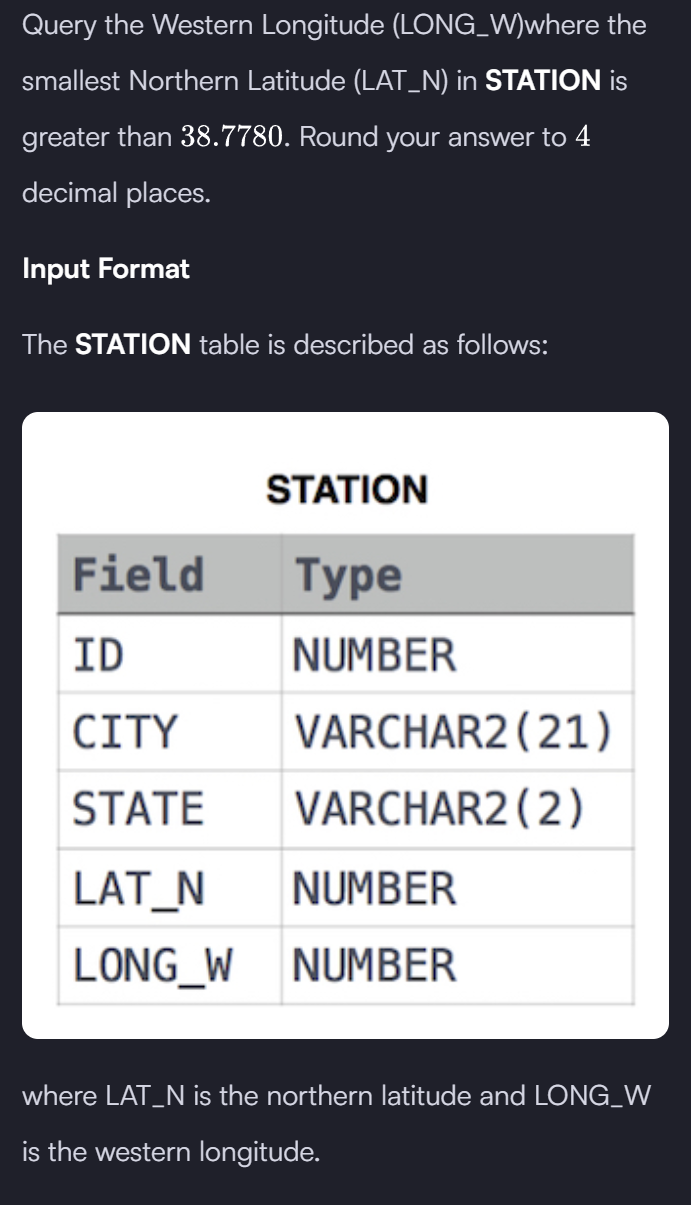 Query the Western Longitude (LONG_W)where the
smallest Northern Latitude (LAT_N) in STATION is
greater than 38.7780. Round your answer to 4
decimal places.
Input Format
The STATION table is described as follows:
STATION
Field Type
ID NUMBER
CITY VARCHAR2(21)
STATE VARCHAR2(2)
LAT_N NUMBER
LONG_W NUMBER
where LAT_N is the northern latitude and LONG_W
is the western longitude.